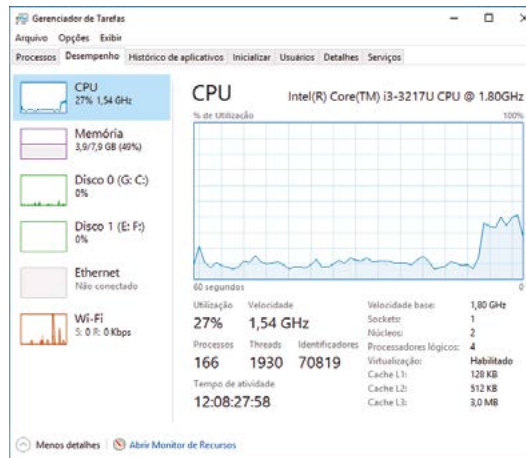 Gerenciador de Tarefas
Arquivo Opções Exibir
Processos Desempenho Histórico de aplicativos Inicializar Usuários Detalhes Serviços
CPU
27% 1,54 GHz
Memória
3,9/7,9 GB (49%)
Disco 0 (G: C:)
0%
Disco 1 (E: F:)
0%
Ethernet
Não conectado
Wi-Fi
S: 0 R: 0 Kbps
CPU Intel(R) Core(TM) i3-3217U CPU @ 1.80GHz
% de Utilização 100%
60 segundos 0
Utilização Velocidade
27% 1,54 GHz
Processos Threads Identificadores
166 1930 70819
Tempo de atividade
12:08:27:58
Velocidade base: 1,80 GHz
Sockets: 1
Núcleos: 2
Processadores lógicos: 4
Virtualização: Habilitado
Cache L1: 128 KB
Cache L2: 512 KB
Cache L3: 3,0 MB
Menos detalhes Abrir Monitor de Recursos